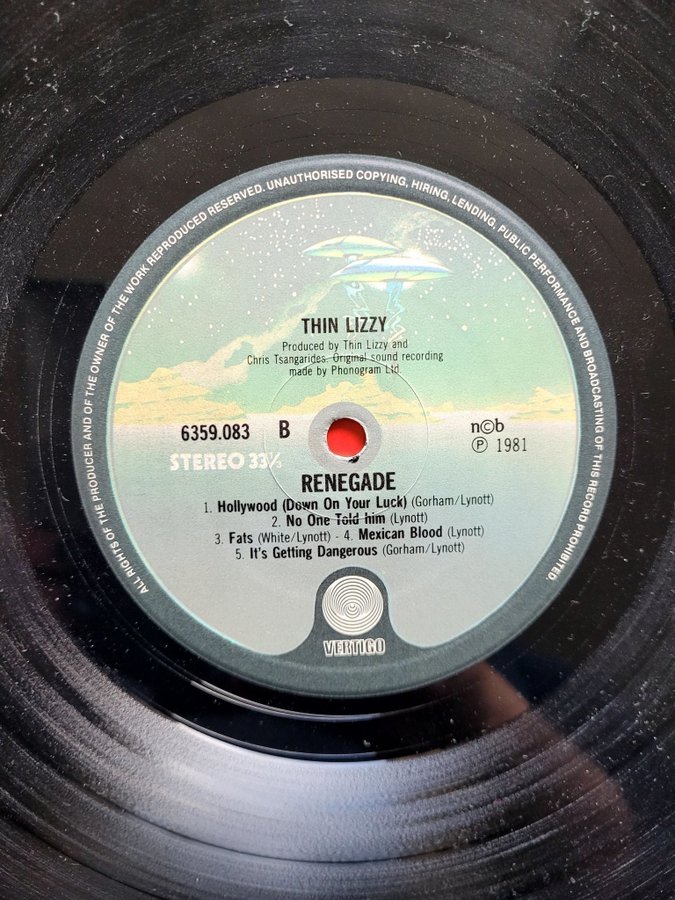 ALL RIGHTS OF THE PRODUCER AND OF THE OWNER OF THE WORK REPRODUCED RESERVED. UNAUTHORISED COPYING, HIRING, LENDING, PUBLIC PERFORMANCE AND BROADCASTING OF THIS RECORD PROHIBITED.
THIN LIZZY
Produced by Thin Lizzy and
Chris Tsangarides. Original sound recording
made by Phonogram Ltd.
6359.083 B n©b
STEREO 33⅓ ℗ 1981
RENEGADE
1. Hollywood (Down On Your Luck) (Gorham/Lynott)
2. No One Told him (Lynott)
3. Fats (White/Lynott) - 4. Mexican Blood (Lynott)
5. It's Getting Dangerous (Gorham/Lynott)
VERTIGO